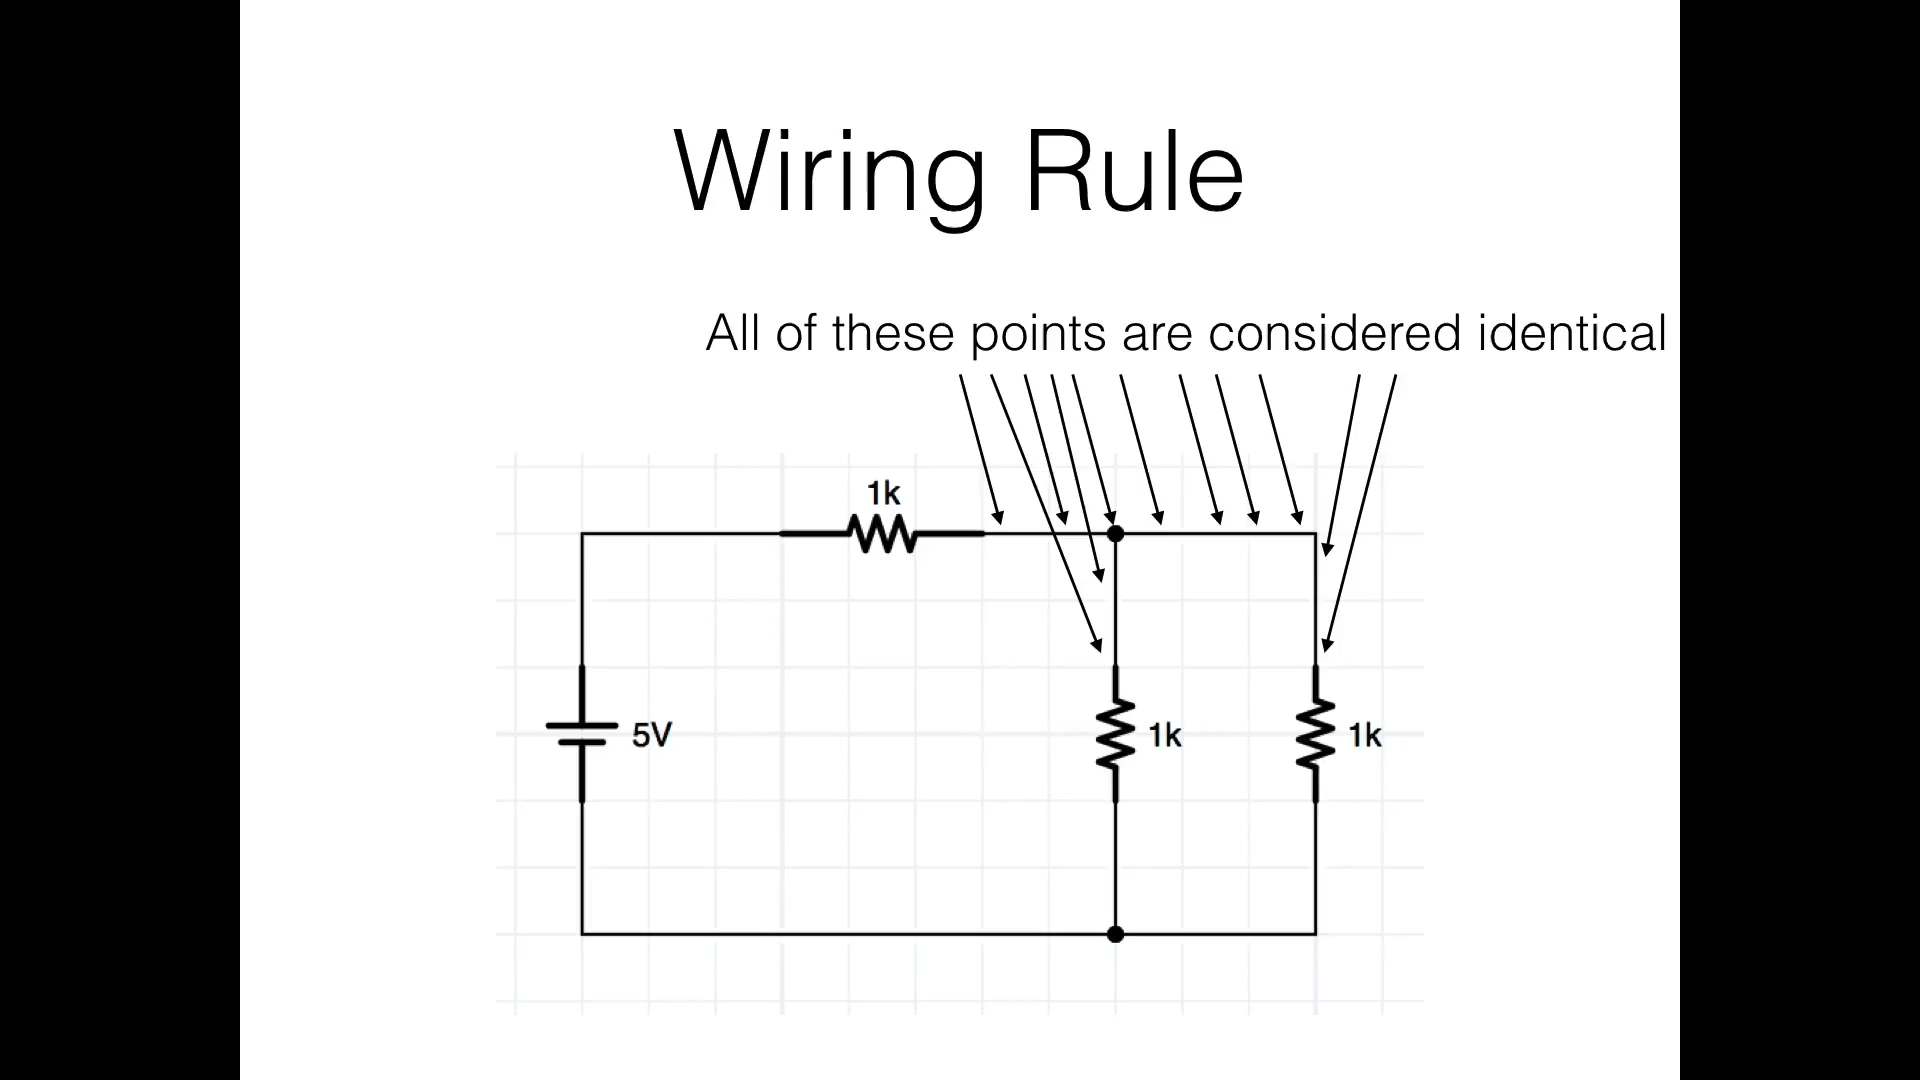 Wiring Rule
All of these points are considered identical
1k
5V
1k
1k